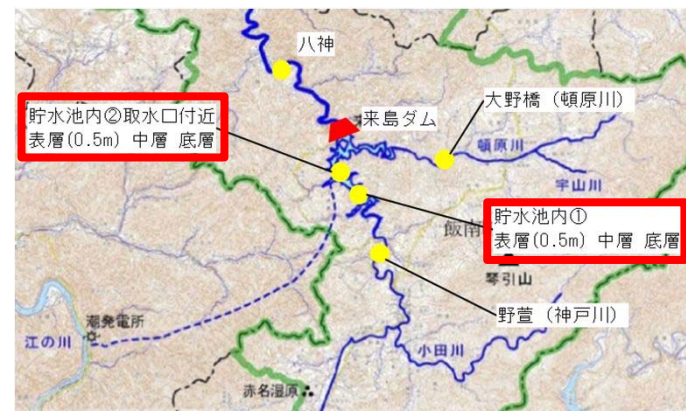 八神
大野橋（頓原川）
貯水池内②取水口付近
表層(0.5m) 中層 底層
来島ダム
頓原川
宇山川
貯水池内①
表層(0.5m) 中層 底層
飯南
琴引山
野萱（神戸川）
潮発電所
江の川
小田川
赤名湿原